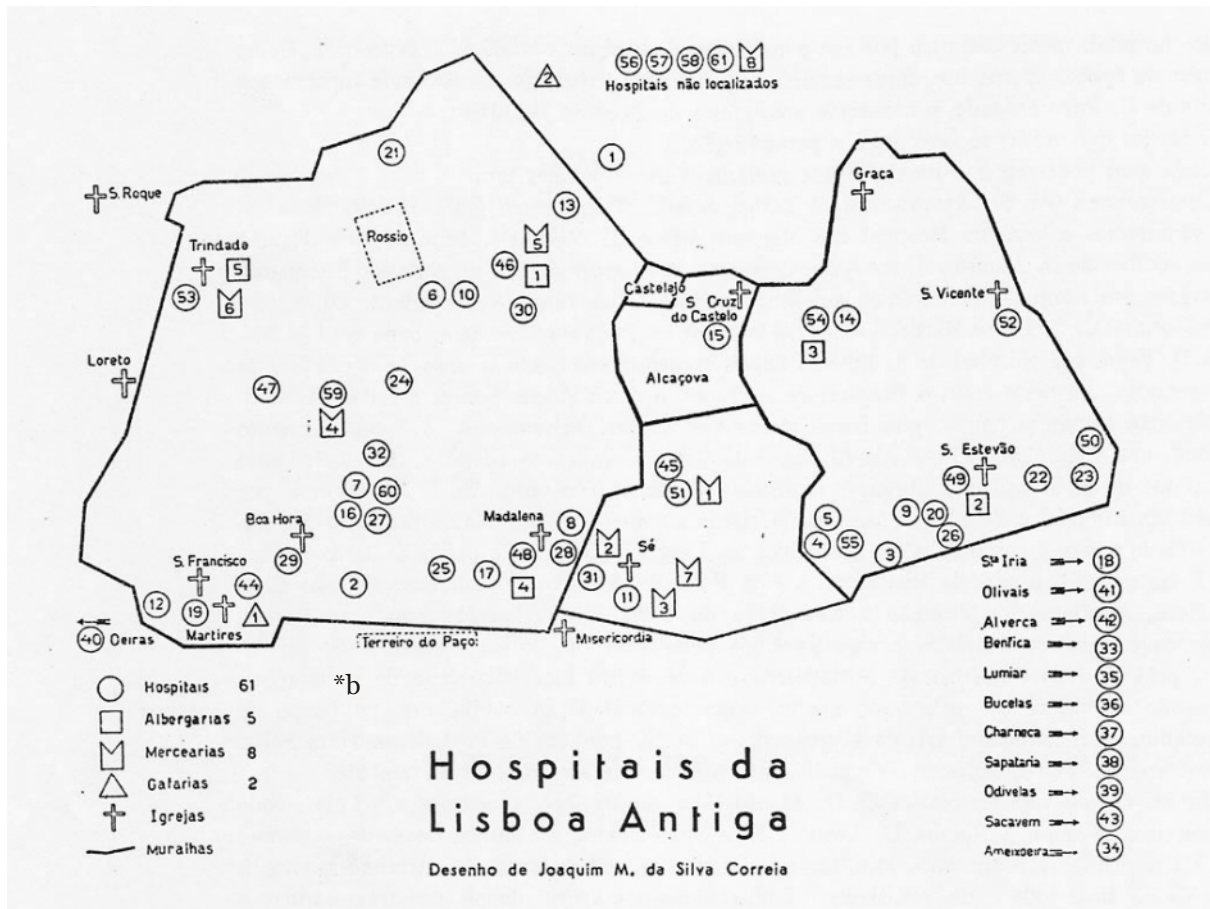 2
56 57 58 61 8
Hospitais não localizados
21
1
Graça
S. Roque
13
Rossio
5
Trindade
5
46
1
53
6
6
10
30
Castelejo
S. Cruz
do Castelo
15
54
14
3
S. Vicente
52
Loreto
Alcaçova
47
59
24
4
32
7
60
16
27
45
51
1
50
S. Estevão
49
22
23
2
9
20
26
5
4
55
3
Boa Hora
29
Madalena
8
48
28
2
Sé
S. Francisco
44
2
25
17
4
31
11
7
3
12
19
Martires
1
40 Oeiras
Terreiro do Paço
Misericordia
Stª Iria 18
Olivais 41
Alverca 42
Benfica 33
Lumiar 35
Bucelas 36
Charneca 37
Sapataria 38
Odivelas 39
Sacavem 43
Ameixoeira 34
*b
Hospitais 61
Albergarias 5
Mercearias 8
Gafarias 2
Igrejas
Muralhas
Hospitais da
Lisboa Antiga
Desenho de Joaquim M. da Silva Correia